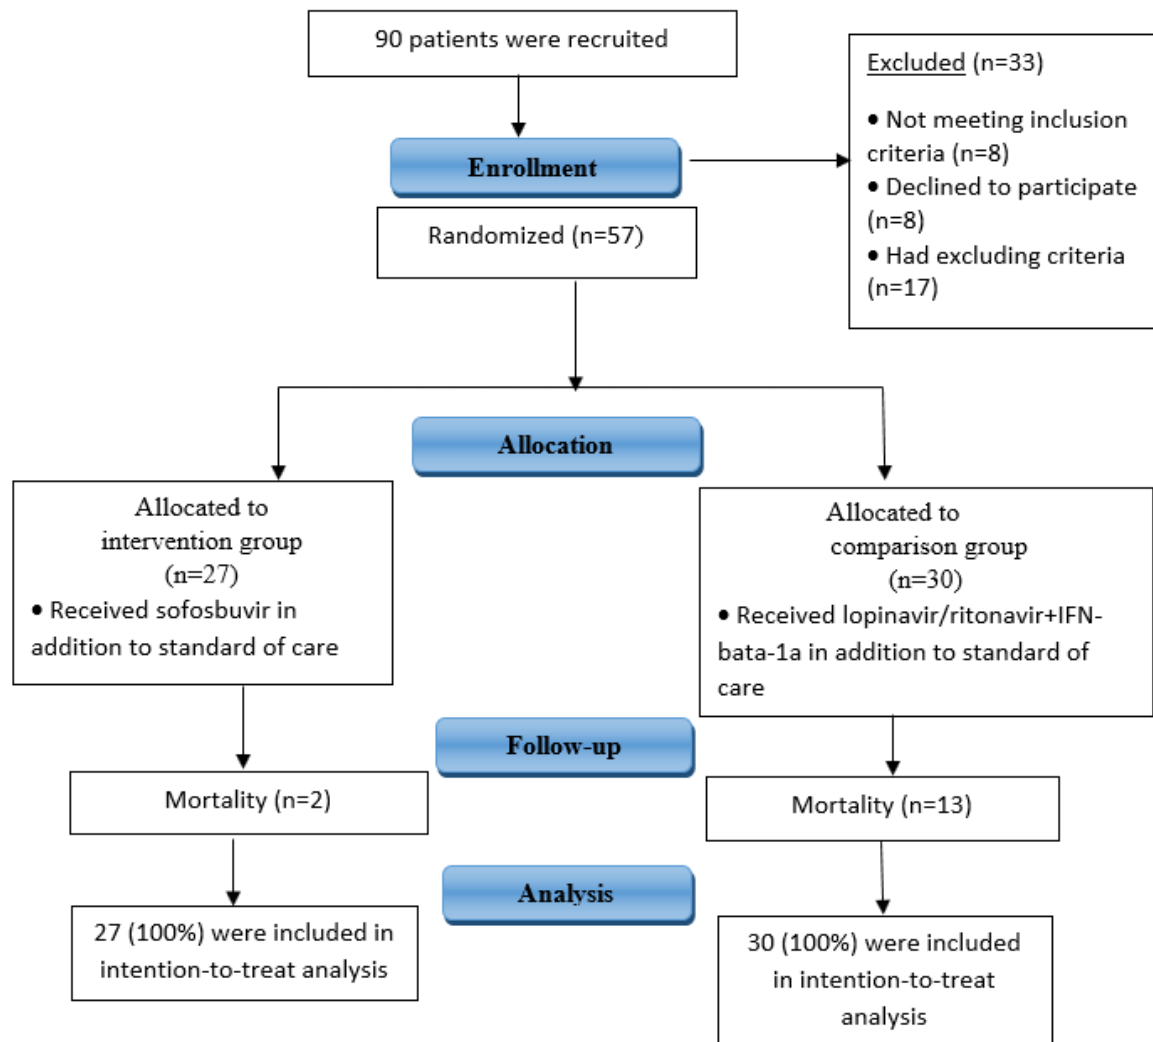 90 patients were recruited
Excluded (n=33)
• Not meeting inclusion
criteria (n=8)
• Declined to participate
(n=8)
• Had excluding criteria
(n=17)
Enrollment
Randomized (n=57)
Allocation
Allocated to
intervention group
(n=27)
• Received sofosbuvir in
addition to standard of care
Allocated to
comparison group
(n=30)
• Received lopinavir/ritonavir+IFN-
bata-1a in addition to standard of
care
Follow-up
Mortality (n=2)
Mortality (n=13)
Analysis
27 (100%) were included in
intention-to-treat analysis
30 (100%) were included
in intention-to-treat
analysis